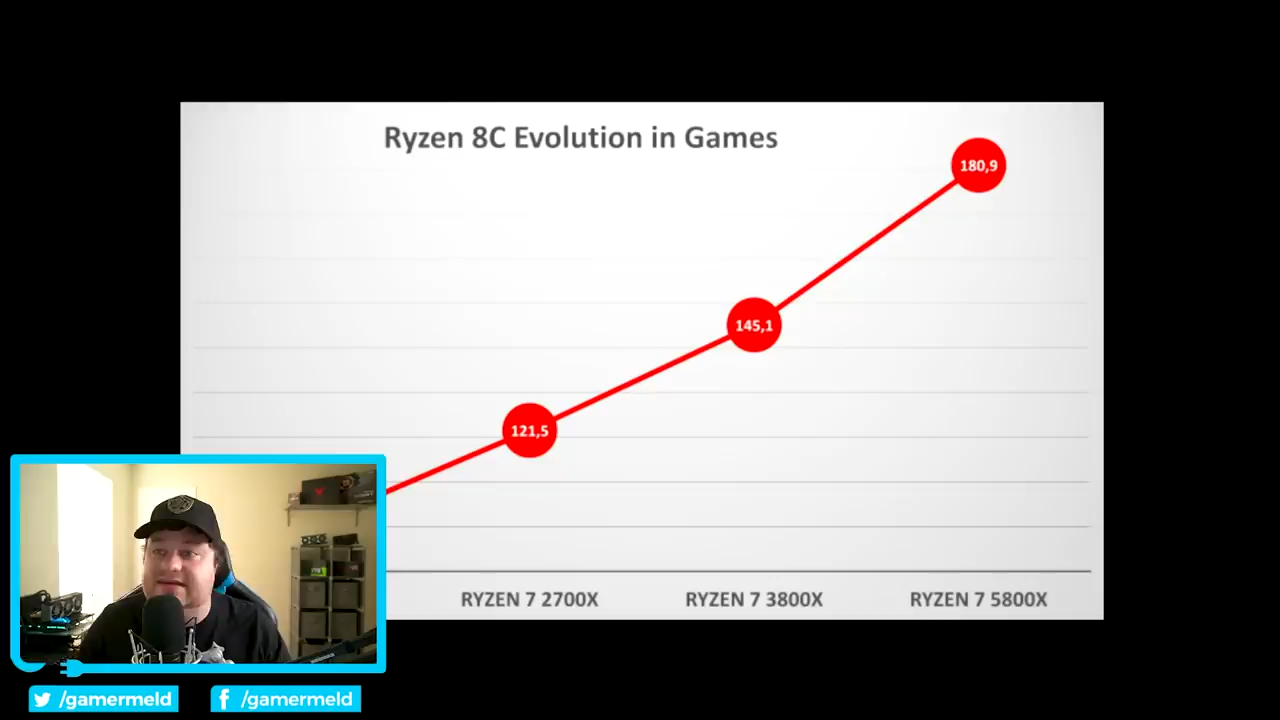 Ryzen 8C Evolution in Games
180,9
145,1
121,5
RYZEN 7 2700X
RYZEN 7 3800X
RYZEN 7 5800X
/gamermeld
/gamermeld